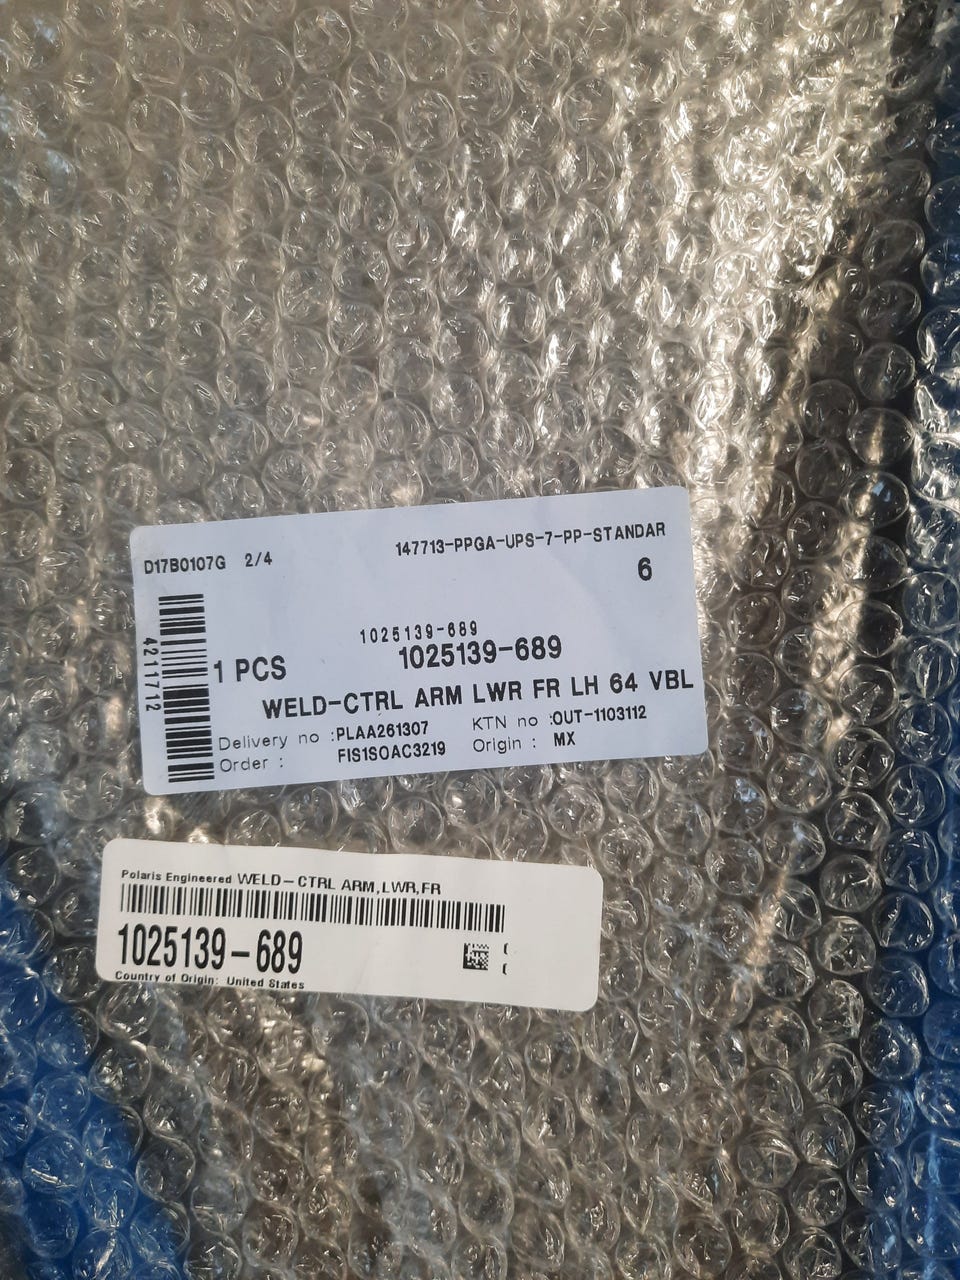 D17B0107G 2/4
147713-PPGA-UPS-7-PP-STANDAR
6
42117112
1025139-689
1 PCS 1025139-689
WELD-CTRL ARM LWR FR LH 64 VBL
Delivery no :PLAA261307 KTN no :OUT-1103112
Order : FIS1SOAC3219 Origin : MX
Polaris Engineered WELD-CTRL ARM,LWR,FR
1025139-689
Country of Origin: United States